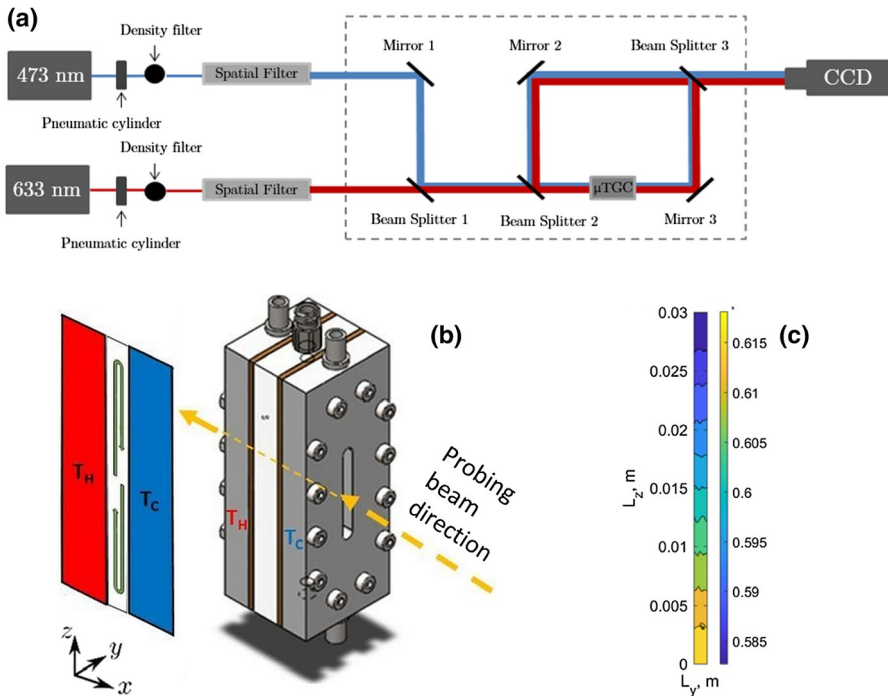 (a)
Density filter
473 nm
Spatial Filter
Pneumatic cylinder
Mirror 1
Mirror 2
Beam Splitter 3
CCD
Density filter
633 nm
Spatial Filter
Pneumatic cylinder
μTGC
Beam Splitter 1
Beam Splitter 2
Mirror 3
(b)
T_H
T_C
T_H
T_C
Probing
beam
direction
z
y
x
(c)
0.03
0.025
0.02
0.015
0.01
0.005
0
L_z, m
L_y, m
0.615
0.61
0.605
0.6
0.595
0.59
0.585